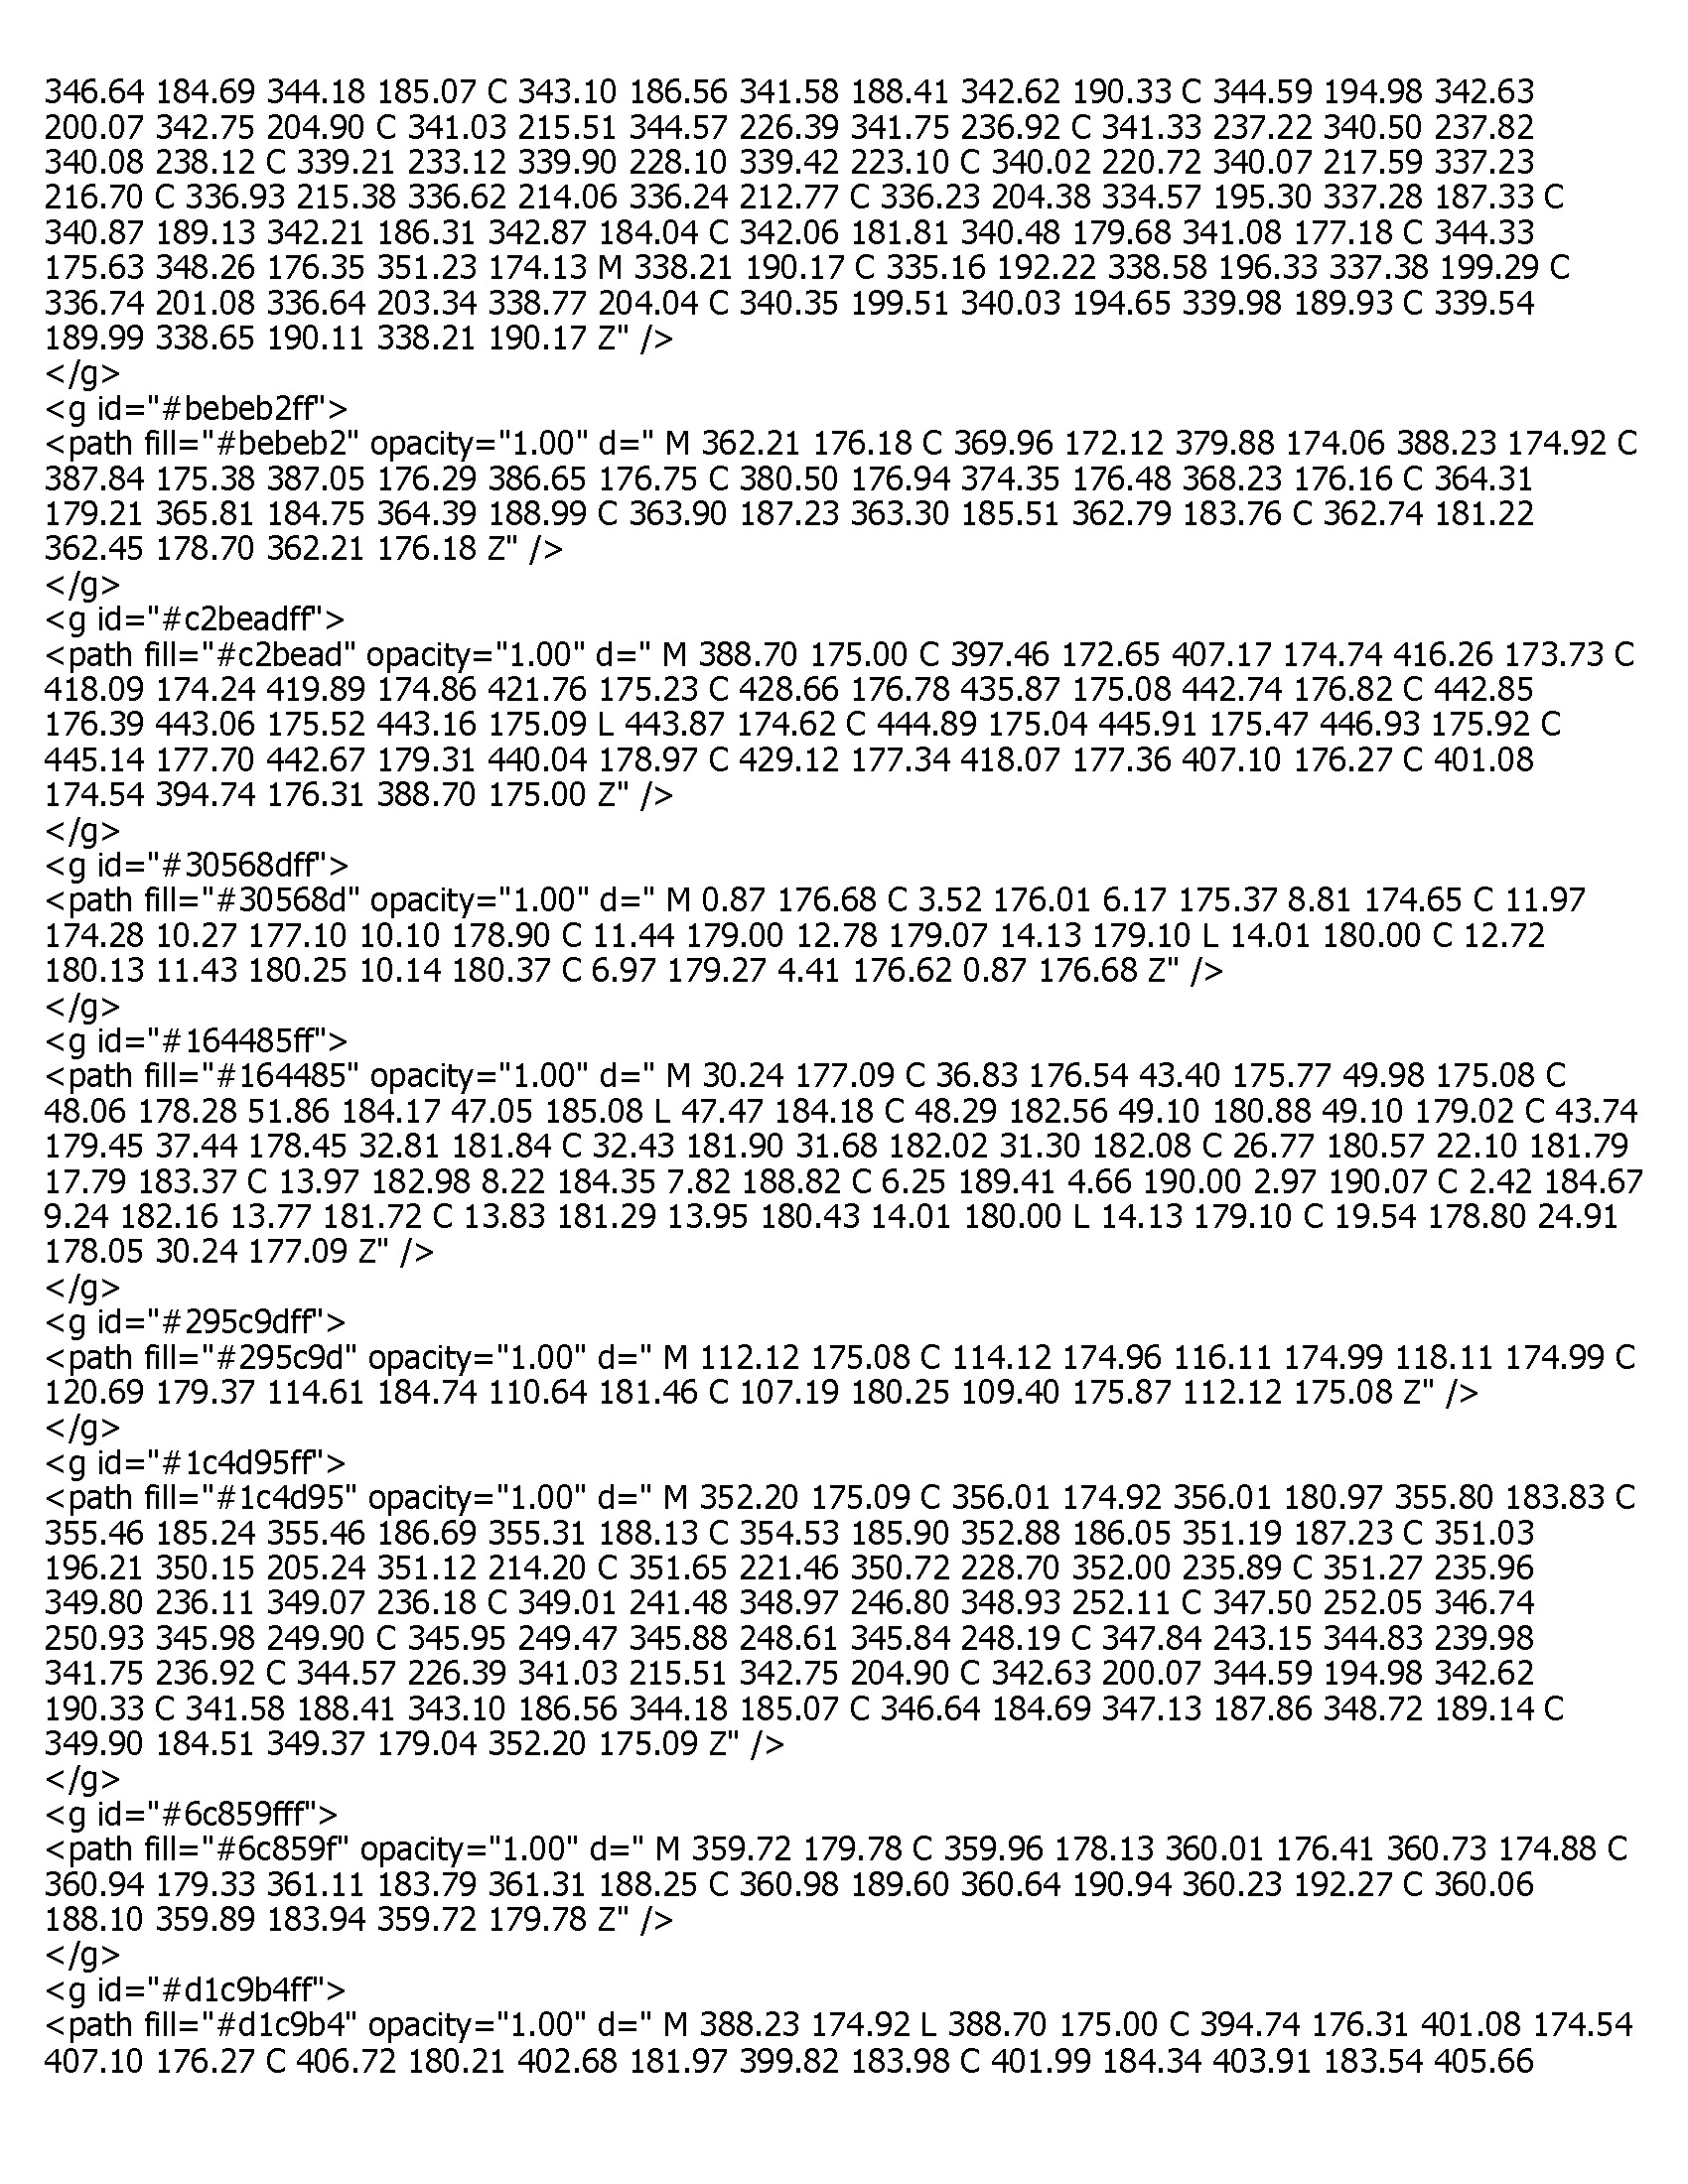 346.64 184.69 344.18 185.07 C 343.10 186.56 341.58 188.41 342.62 190.33 C 344.59 194.98 342.63
200.07 342.75 204.90 C 341.03 215.51 344.57 226.39 341.75 236.92 C 341.33 237.22 340.50 237.82
340.08 238.12 C 339.21 233.12 339.90 228.10 339.42 223.10 C 340.02 220.72 340.07 217.59 337.23
216.70 C 336.93 215.38 336.62 214.06 336.24 212.77 C 336.23 204.38 334.57 195.30 337.28 187.33 C
340.87 189.13 342.21 186.31 342.87 184.04 C 342.06 181.81 340.48 179.68 341.08 177.18 C 344.33
175.63 348.26 176.35 351.23 174.13 M 338.21 190.17 C 335.16 192.22 338.58 196.33 337.38 199.29 C
336.74 201.08 336.64 203.34 338.77 204.04 C 340.35 199.51 340.03 194.65 339.98 189.93 C 339.54
189.99 338.65 190.11 338.21 190.17 Z" />
</g>
<g id="#bebeb2ff">
<path fill="#bebeb2" opacity="1.00" d=" M 362.21 176.18 C 369.96 172.12 379.88 174.06 388.23 174.92 C
387.84 175.38 387.05 176.29 386.65 176.75 C 380.50 176.94 374.35 176.48 368.23 176.16 C 364.31
179.21 365.81 184.75 364.39 188.99 C 363.90 187.23 363.30 185.51 362.79 183.76 C 362.74 181.22
362.45 178.70 362.21 176.18 Z" />
</g>
<g id="#c2beadff">
<path fill="#c2bead" opacity="1.00" d=" M 388.70 175.00 C 397.46 172.65 407.17 174.74 416.26 173.73 C
418.09 174.24 419.89 174.86 421.76 175.23 C 428.66 176.78 435.87 175.08 442.74 176.82 C 442.85
176.39 443.06 175.52 443.16 175.09 L 443.87 174.62 C 444.89 175.04 445.91 175.47 446.93 175.92 C
445.14 177.70 442.67 179.31 440.04 178.97 C 429.12 177.34 418.07 177.36 407.10 176.27 C 401.08
174.54 394.74 176.31 388.70 175.00 Z" />
</g>
<g id="#30568dff">
<path fill="#30568d" opacity="1.00" d=" M 0.87 176.68 C 3.52 176.01 6.17 175.37 8.81 174.65 C 11.97
174.28 10.27 177.10 10.10 178.90 C 11.44 179.00 12.78 179.07 14.13 179.10 L 14.01 180.00 C 12.72
180.13 11.43 180.25 10.14 180.37 C 6.97 179.27 4.41 176.62 0.87 176.68 Z" />
</g>
<g id="#164485ff">
<path fill="#164485" opacity="1.00" d=" M 30.24 177.09 C 36.83 176.54 43.40 175.77 49.98 175.08 C
48.06 178.28 51.86 184.17 47.05 185.08 L 47.47 184.18 C 48.29 182.56 49.10 180.88 49.10 179.02 C 43.74
179.45 37.44 178.45 32.81 181.84 C 32.43 181.90 31.68 182.02 31.30 182.08 C 26.77 180.57 22.10 181.79
17.79 183.37 C 13.97 182.98 8.22 184.35 7.82 188.82 C 6.25 189.41 4.66 190.00 2.97 190.07 C 2.42 184.67
9.24 182.16 13.77 181.72 C 13.83 181.29 13.95 180.43 14.01 180.00 L 14.13 179.10 C 19.54 178.80 24.91
178.05 30.24 177.09 Z" />
</g>
<g id="#295c9dff">
<path fill="#295c9d" opacity="1.00" d=" M 112.12 175.08 C 114.12 174.96 116.11 174.99 118.11 174.99 C
120.69 179.37 114.61 184.74 110.64 181.46 C 107.19 180.25 109.40 175.87 112.12 175.08 Z" />
</g>
<g id="#1c4d95ff">
<path fill="#1c4d95" opacity="1.00" d=" M 352.20 175.09 C 356.01 174.92 356.01 180.97 355.80 183.83 C
355.46 185.24 355.46 186.69 355.31 188.13 C 354.53 185.90 352.88 186.05 351.19 187.23 C 351.03
196.21 350.15 205.24 351.12 214.20 C 351.65 221.46 350.72 228.70 352.00 235.89 C 351.27 235.96
349.80 236.11 349.07 236.18 C 349.01 241.48 348.97 246.80 348.93 252.11 C 347.50 252.05 346.74
250.93 345.98 249.90 C 345.95 249.47 345.88 248.61 345.84 248.19 C 347.84 243.15 344.83 239.98
341.75 236.92 C 344.57 226.39 341.03 215.51 342.75 204.90 C 342.63 200.07 344.59 194.98 342.62
190.33 C 341.58 188.41 343.10 186.56 344.18 185.07 C 346.64 184.69 347.13 187.86 348.72 189.14 C
349.90 184.51 349.37 179.04 352.20 175.09 Z" />
</g>
<g id="#6c859fff">
<path fill="#6c859f" opacity="1.00" d=" M 359.72 179.78 C 359.96 178.13 360.01 176.41 360.73 174.88 C
360.94 179.33 361.11 183.79 361.31 188.25 C 360.98 189.60 360.64 190.94 360.23 192.27 C 360.06
188.10 359.89 183.94 359.72 179.78 Z" />
</g>
<g id="#d1c9b4ff">
<path fill="#d1c9b4" opacity="1.00" d=" M 388.23 174.92 L 388.70 175.00 C 394.74 176.31 401.08 174.54
407.10 176.27 C 406.72 180.21 402.68 181.97 399.82 183.98 C 401.99 184.34 403.91 183.54 405.66